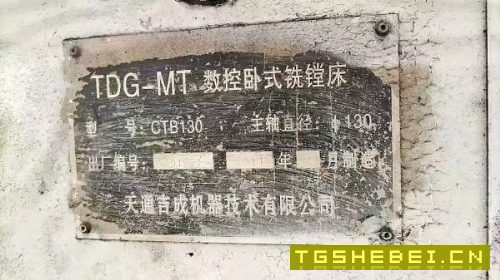 TDG-MT 数控卧式铣镗床
型 号: CTB130 主轴直径: φ130
出厂编号: 年 月制造
天通吉成机器技术有限公司
TGSHEBEI.CN